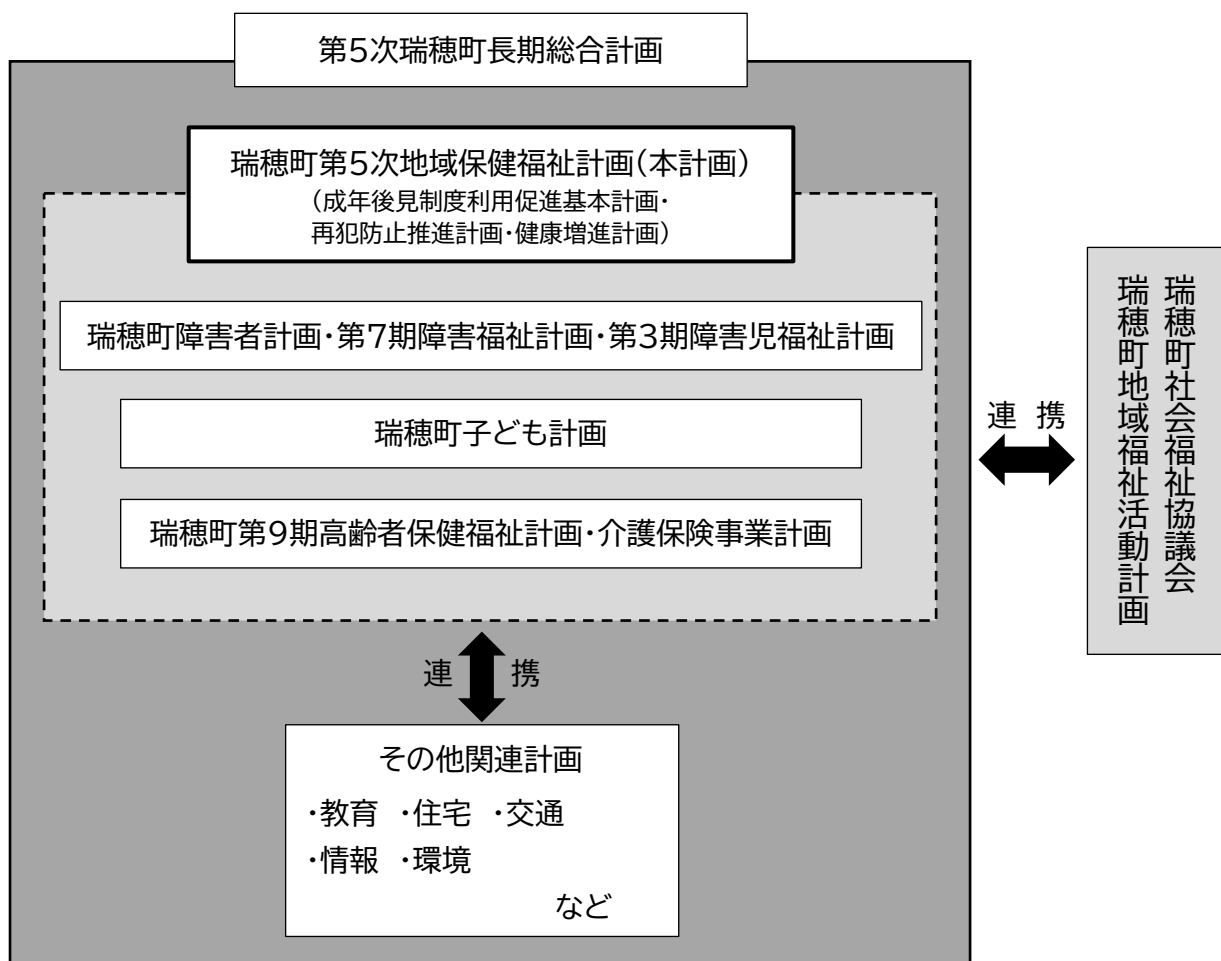 第5次瑞穂町長期総合計画
瑞穂町第5次地域保健福祉計画(本計画)
(成年後見制度利用促進基本計画・
再犯防止推進計画・健康増進計画)
瑞穂町障害者計画・第7期障害福祉計画・第3期障害児福祉計画
瑞穂町子ども計画
瑞穂町第9期高齢者保健福祉計画・介護保険事業計画
連 携
その他関連計画
・教育 ・住宅 ・交通
・情報 ・環境
など
連 携
瑞穂町社会福祉協議会
瑞穂町地域福祉活動計画